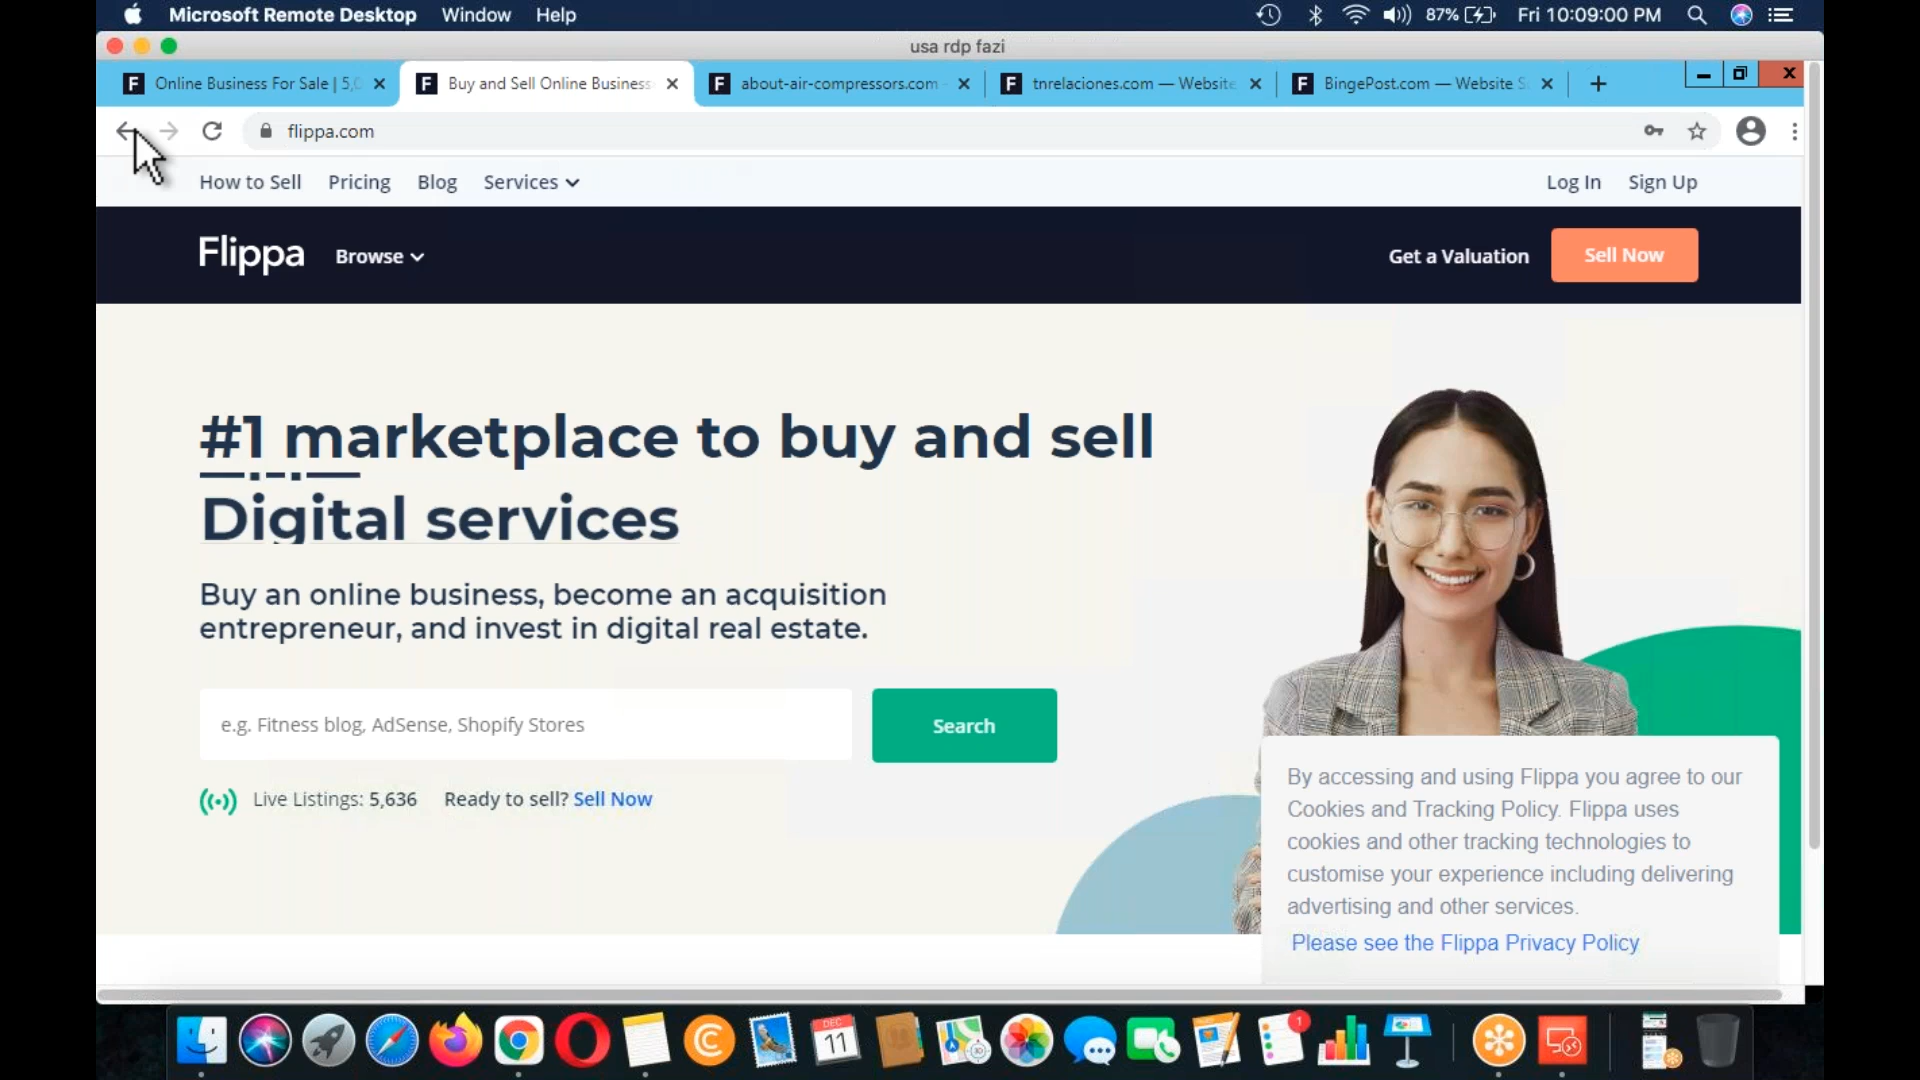 Microsoft Remote Desktop Window Help 87% Fri 10:09:00 PM
usa rdp fazi
F Online Business For Sale | 5,0 F Buy and Sell Online Business F about-air-compressors.com - F tnrelaciones.com — Website F BingePost.com — Website S
flippa.com
How to Sell Pricing Blog Services Log In Sign Up
Flippa Browse Get a Valuation Sell Now
#1 marketplace to buy and sell
Digital services
Buy an online business, become an acquisition
entrepreneur, and invest in digital real estate.
e.g. Fitness blog, AdSense, Shopify Stores Search
Live Listings: 5,636 Ready to sell? Sell Now
By accessing and using Flippa you agree to our
Cookies and Tracking Policy. Flippa uses
cookies and other tracking technologies to
customise your experience including delivering
advertising and other services.
Please see the Flippa Privacy Policy
DEC
11
1